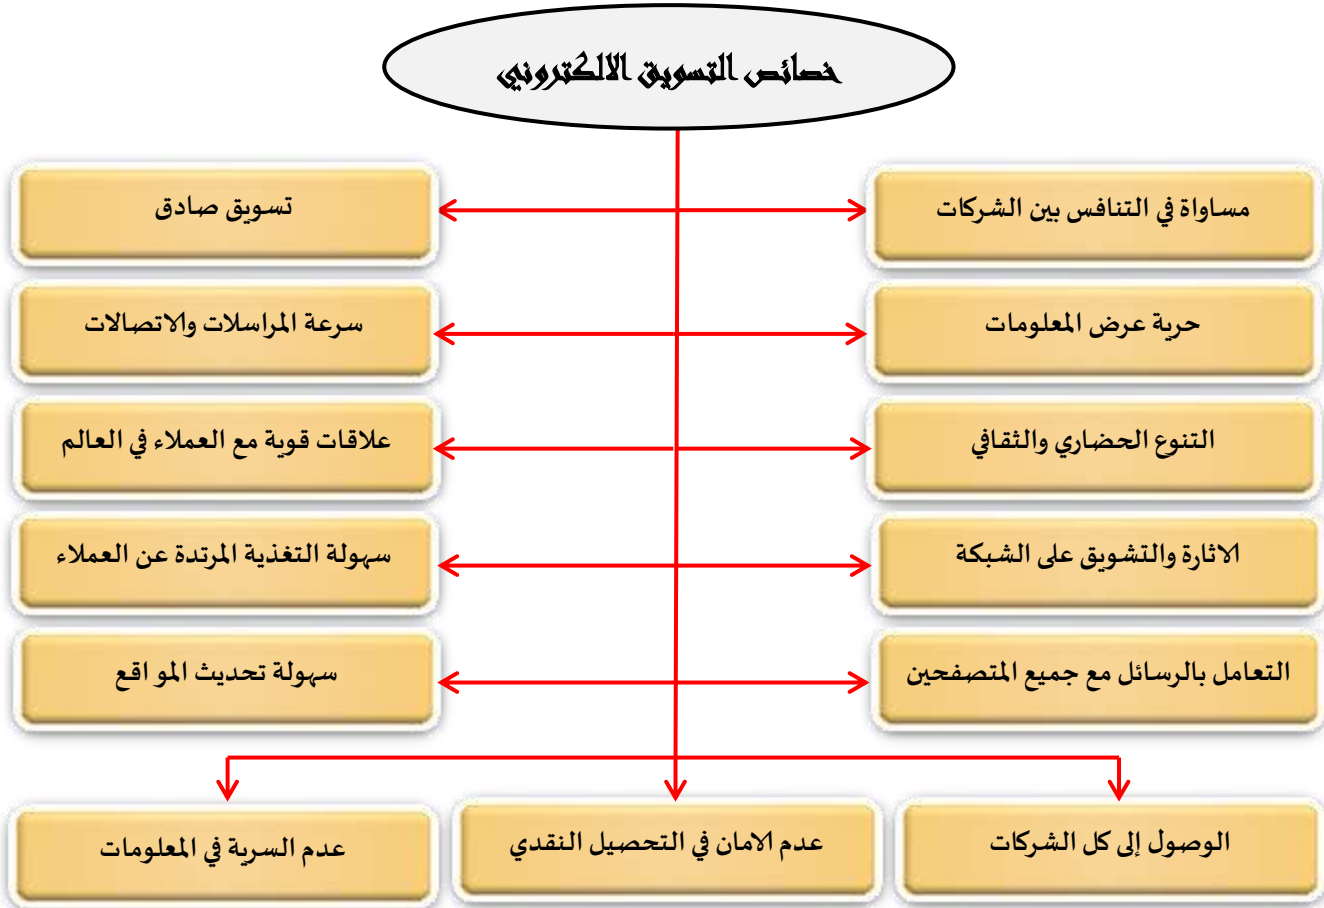 خصائص التسويق الالكتروني
مساواة في التنافس بين الشركات
تسويق صادق
حرية عرض المعلومات
سرعة المراسلات والاتصالات
التنوع الحضاري والثقافي
علاقات قوية مع العملاء في العالم
الاثارة والتشويق على الشبكة
سهولة التغذية المرتدة عن العملاء
التعامل بالرسائل مع جميع المتصفحين
سهولة تحديث المواقع
الوصول إلى كل الشركات
عدم الامان في التحصيل النقدي
عدم السرية في المعلومات